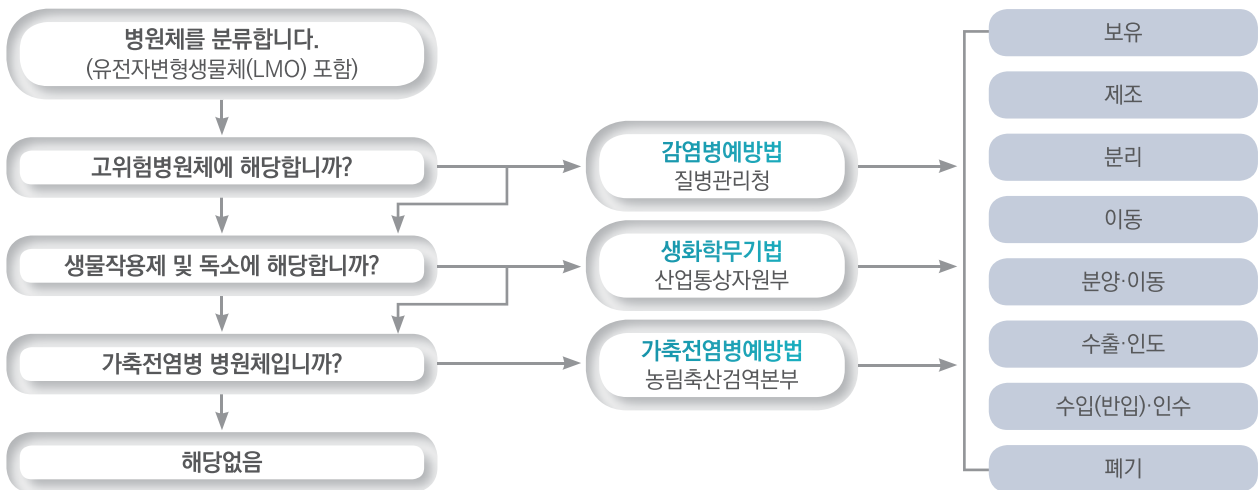 병원체를 분류합니다.
(유전자변형생물체(LMO) 포함)
고위험병원체에 해당합니까?
생물작용제 및 독소에 해당합니까?
가축전염병 병원체입니까?
해당없음
감염병예방법
질병관리청
생화학무기법
산업통상자원부
가축전염병예방법
농림축산검역본부
보유
제조
분리
이동
분양·이동
수출·인도
수입(반입)·인수
폐기